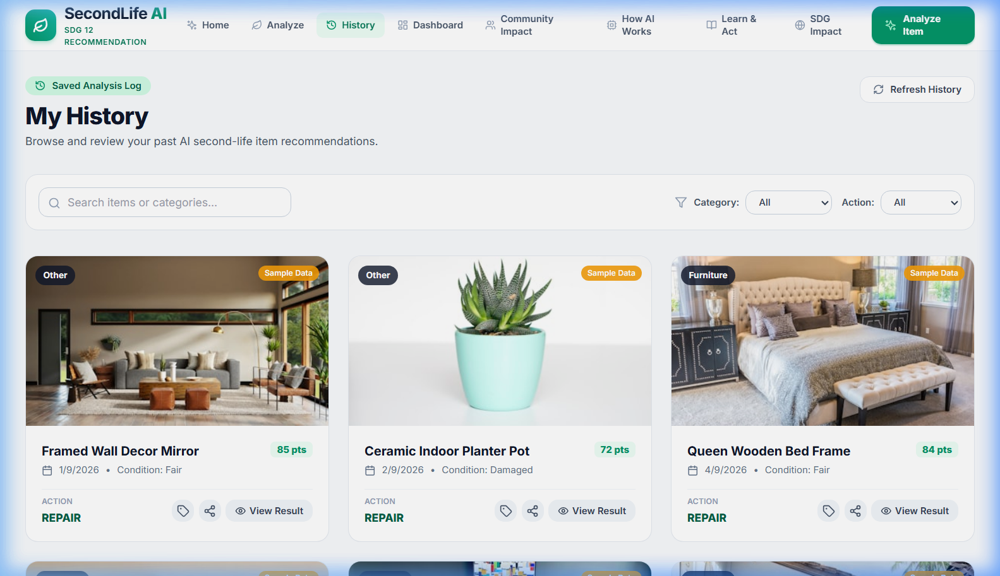 SecondLife AI
SDG 12
RECOMMENDATION
Home
Analyze
History
Dashboard
Community
Impact
How AI
Works
Learn &
Act
SDG
Impact
Analyze
Item
Saved Analysis Log
Refresh History
My History
Browse and review your past AI second-life item recommendations.
Search items or categories...
Category:
All
Action:
All
Other
Sample Data
Other
Sample Data
Furniture
Sample Data
Framed Wall Decor Mirror
85 pts
1/9/2026 • Condition: Fair
ACTION
REPAIR
View Result
Ceramic Indoor Planter Pot
72 pts
2/9/2026 • Condition: Damaged
ACTION
REPAIR
View Result
Queen Wooden Bed Frame
84 pts
4/9/2026 • Condition: Fair
ACTION
REPAIR
View Result